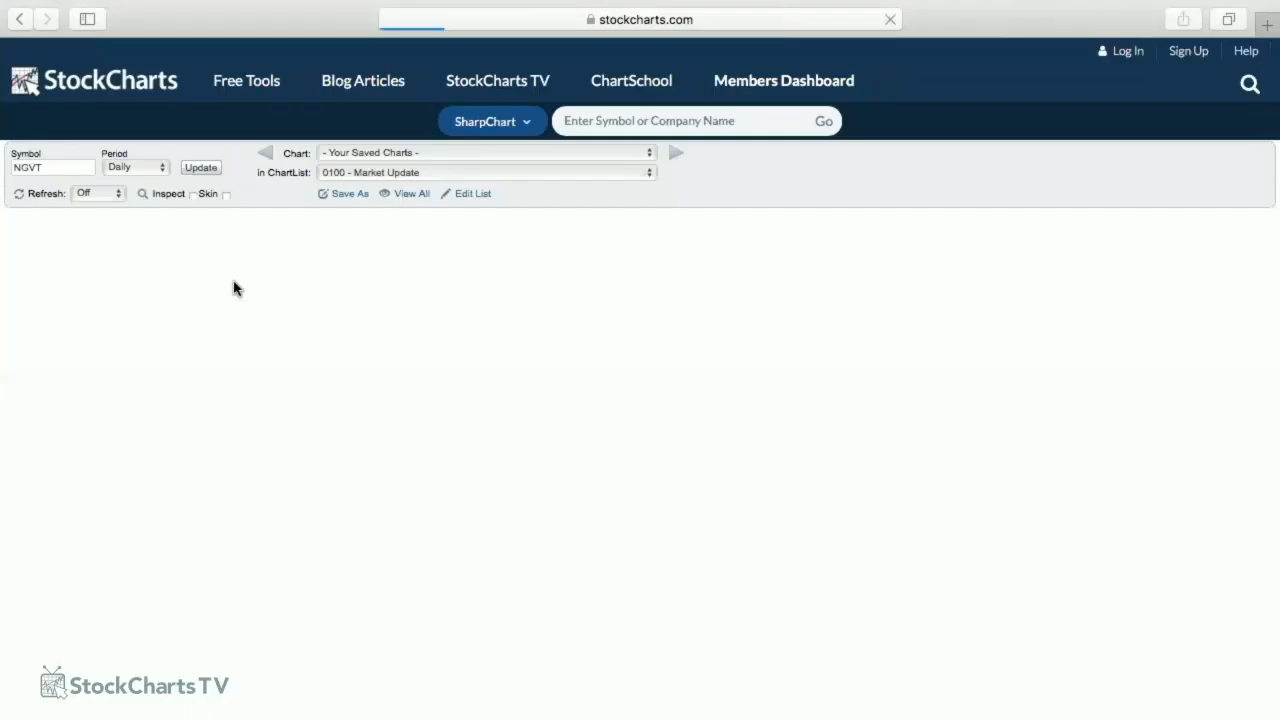 stockcharts.com
Log In Sign Up Help
StockCharts Free Tools Blog Articles StockCharts TV ChartSchool Members Dashboard
SharpChart Enter Symbol or Company Name Go
Symbol Period Chart: - Your Saved Charts -
NGVT Daily Update in ChartList: 0100 - Market Update
Refresh: Off Inspect Skin Save As View All Edit List
StockCharts TV